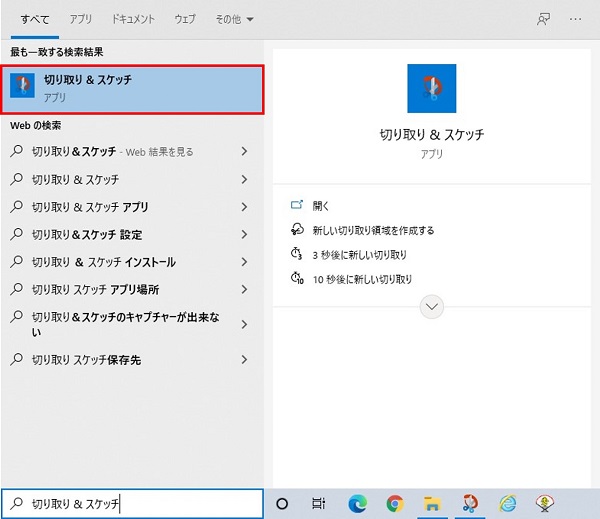 すべて アプリ ドキュメント ウェブ その他
最も一致する検索結果
切り取り & スケッチ
アプリ
Web の検索
切り取り&スケッチ - Web 結果を見る
切り取り & スケッチ
切り取り & スケッチ アプリ
切り取り&スケッチ 設定
切り取り & スケッチ インストール
切り取り スケッチ アプリ場所
切り取り&スケッチのキャプチャーが出来な
い
切り取り スケッチ保存先
切り取り & スケッチ
アプリ
開く
新しい切り取り領域を作成する
3 秒後に新しい切り取り
10 秒後に新しい切り取り
切り取り & スケッチ